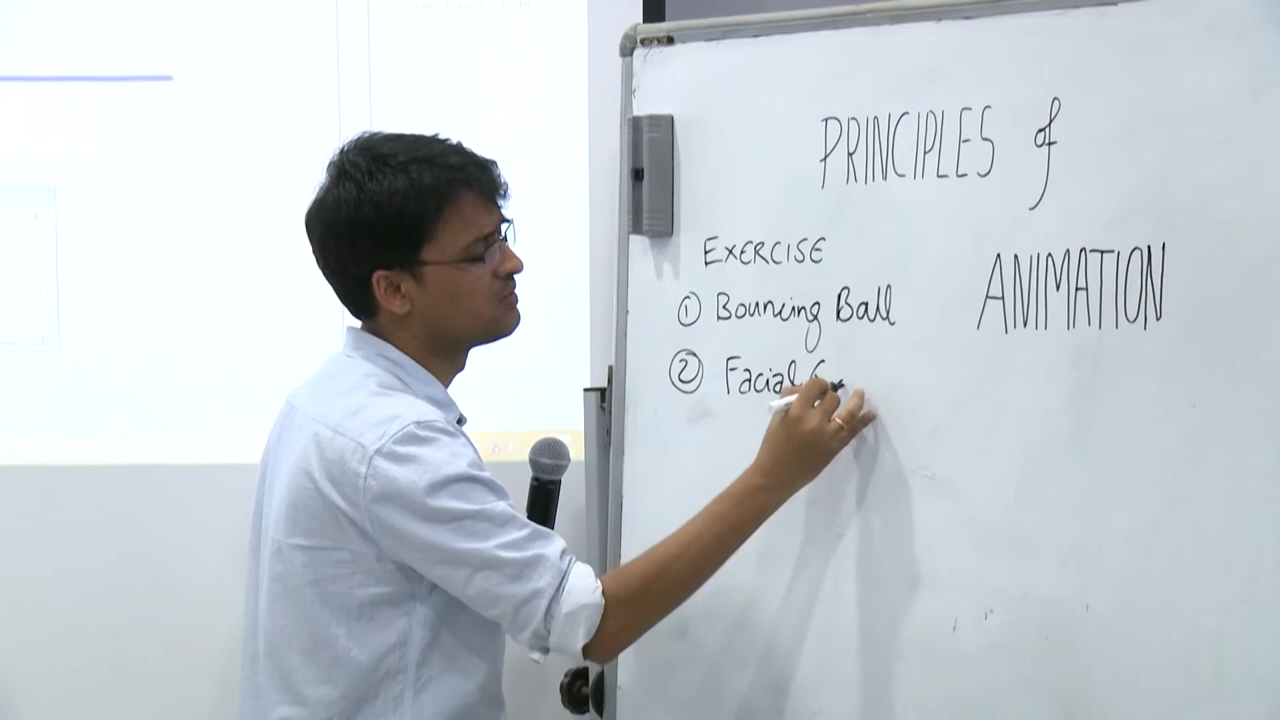 PRINCIPLES of
ANIMATION
EXERCISE
① Bouncing Ball
② Facial